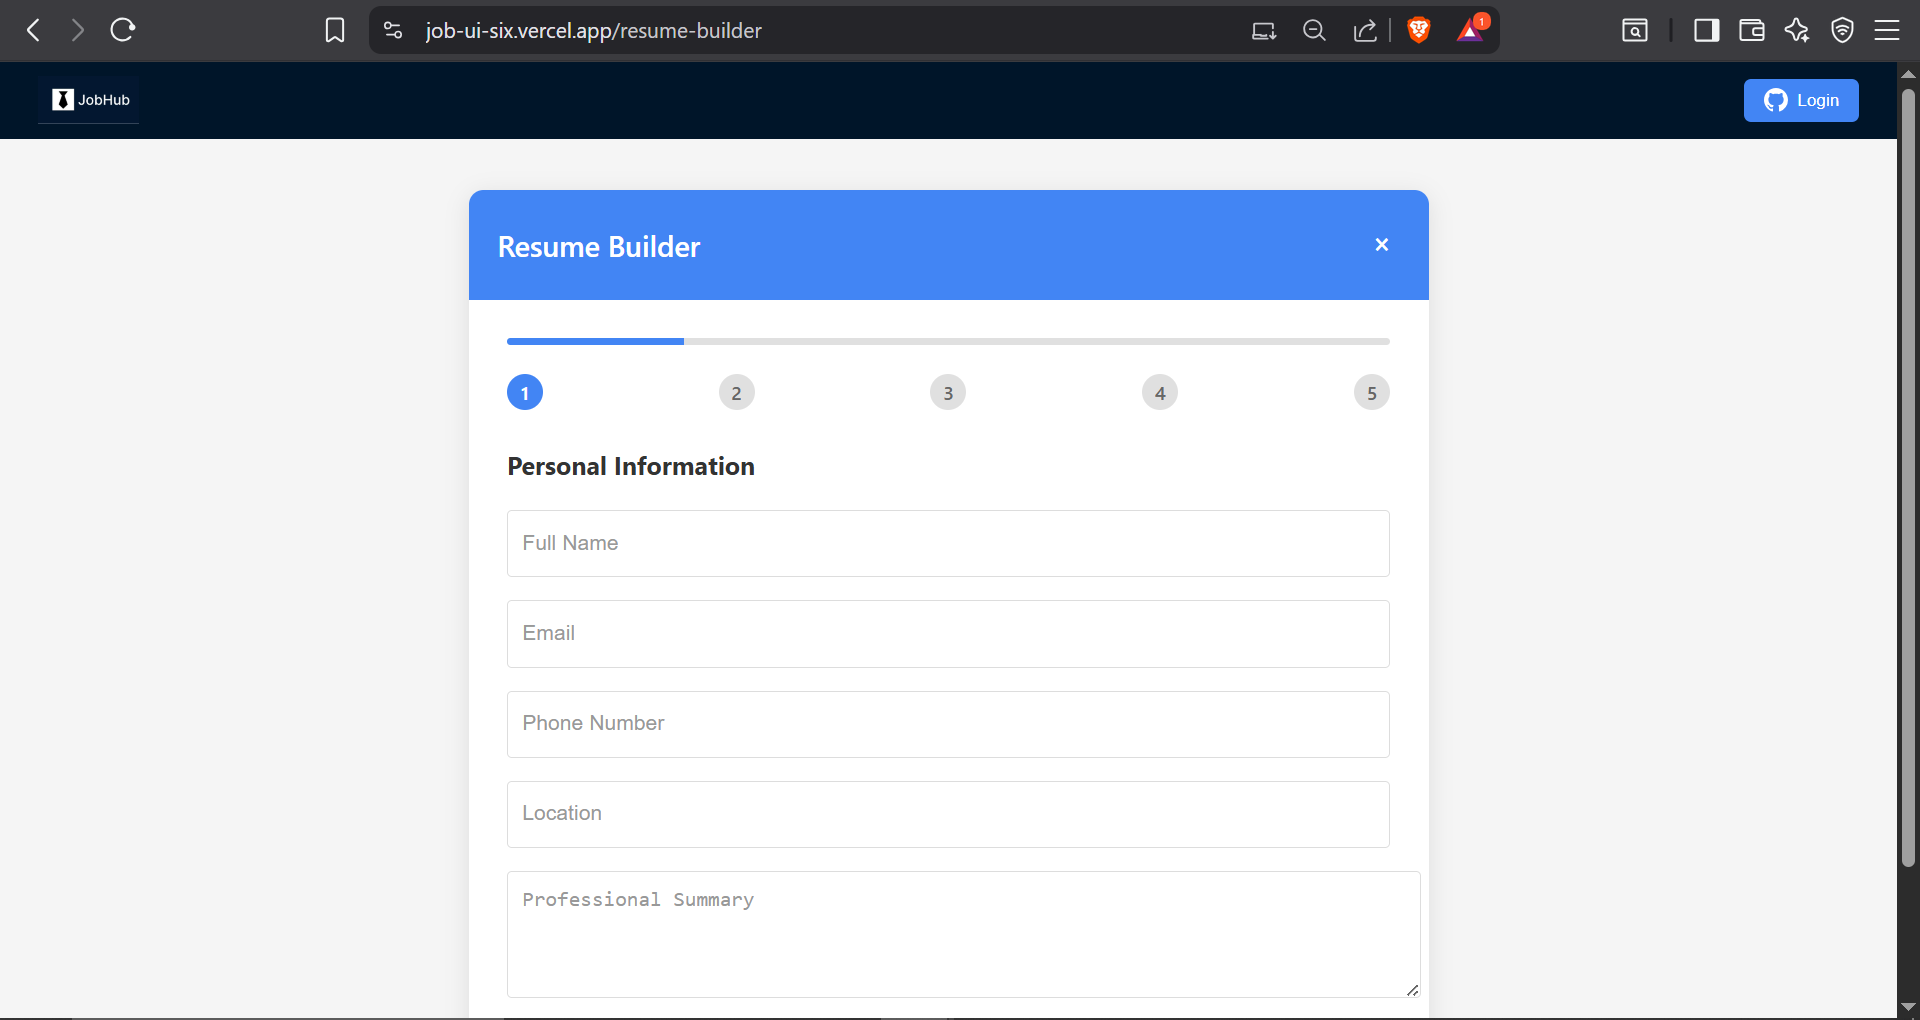 job-ui-six.vercel.app/resume-builder
1
JobHub
Login
Resume Builder
×
1 2 3 4 5
Personal Information
Full Name
Email
Phone Number
Location
Professional Summary